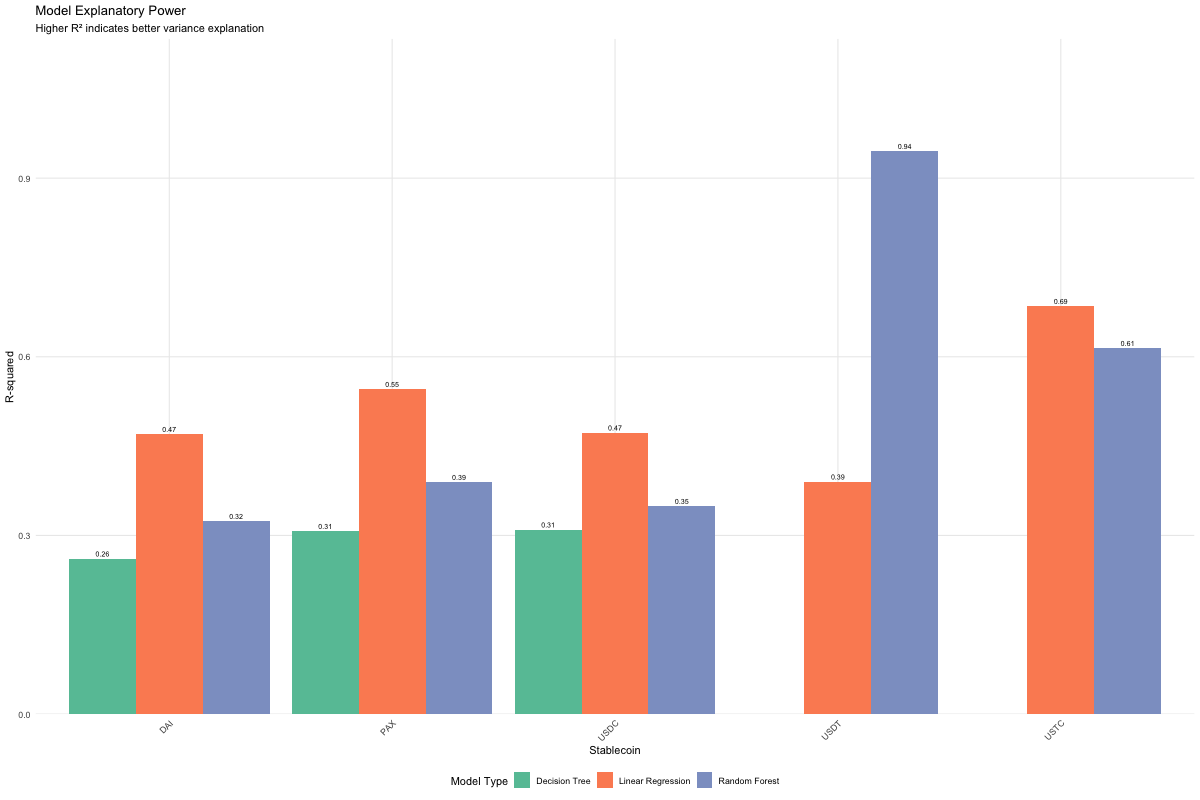 Model Explanatory Power
Higher R² indicates better variance explanation
R-squared
0.9
0.6
0.3
0.0
0.26
0.47
0.32
0.31
0.55
0.39
0.31
0.47
0.35
0.39
0.94
0.69
0.61
DAI
PAX
USDC
USDT
USTC
Stablecoin
Model Type
Decision Tree
Linear Regression
Random Forest